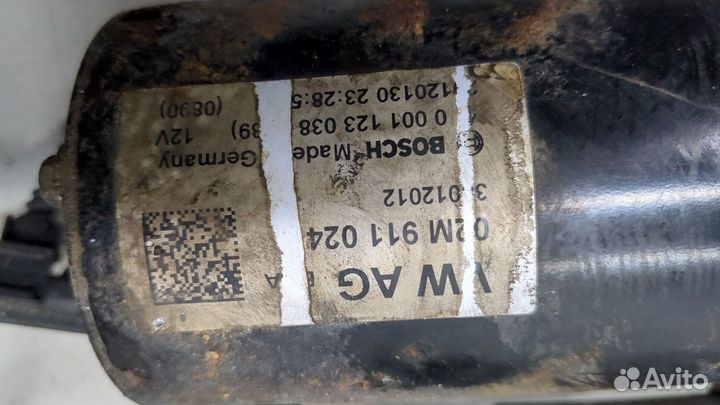 VW AG
02M 911 024
3 012012
BOSCH Made Germany
0 001 123 038 12V
120130 23:28:5 (0890)
Avito